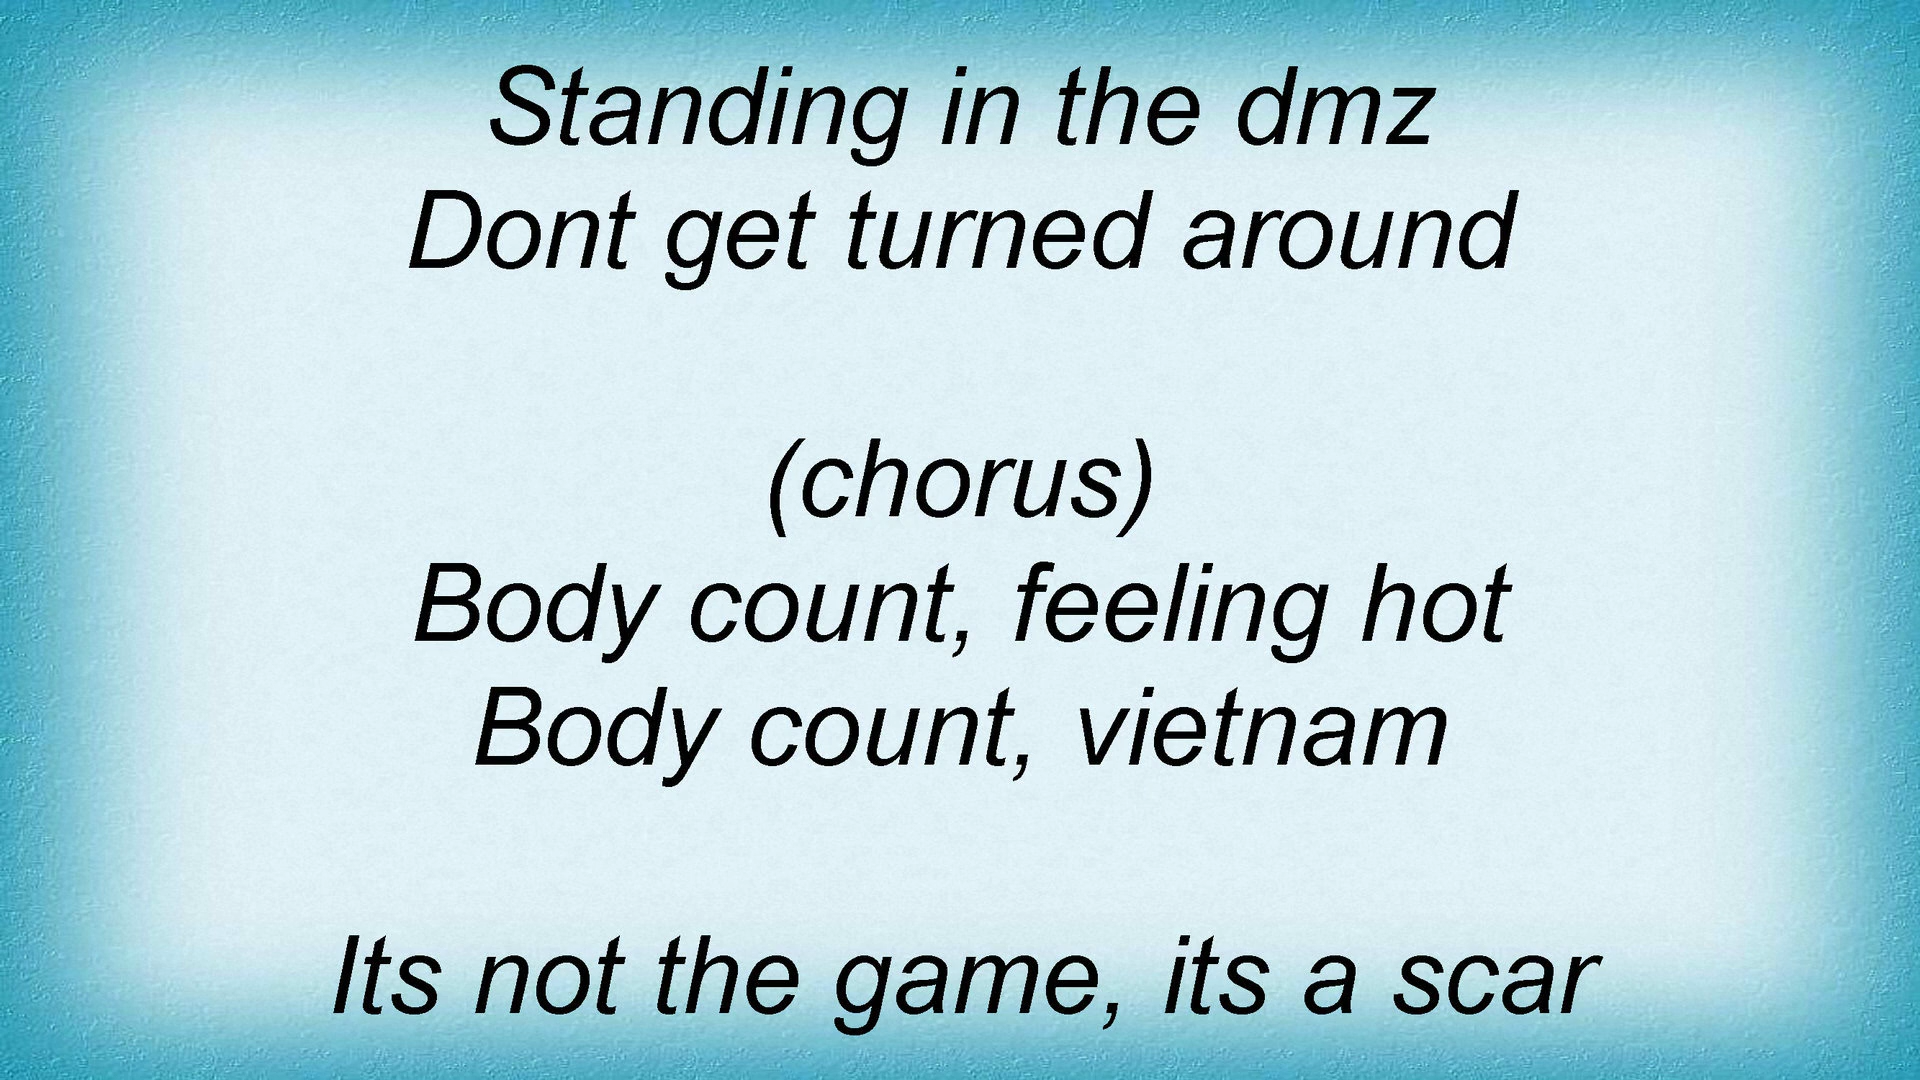 Standing in the dmz
Dont get turned around
(chorus)
Body count, feeling hot
Body count, vietnam
Its not the game, its a scar